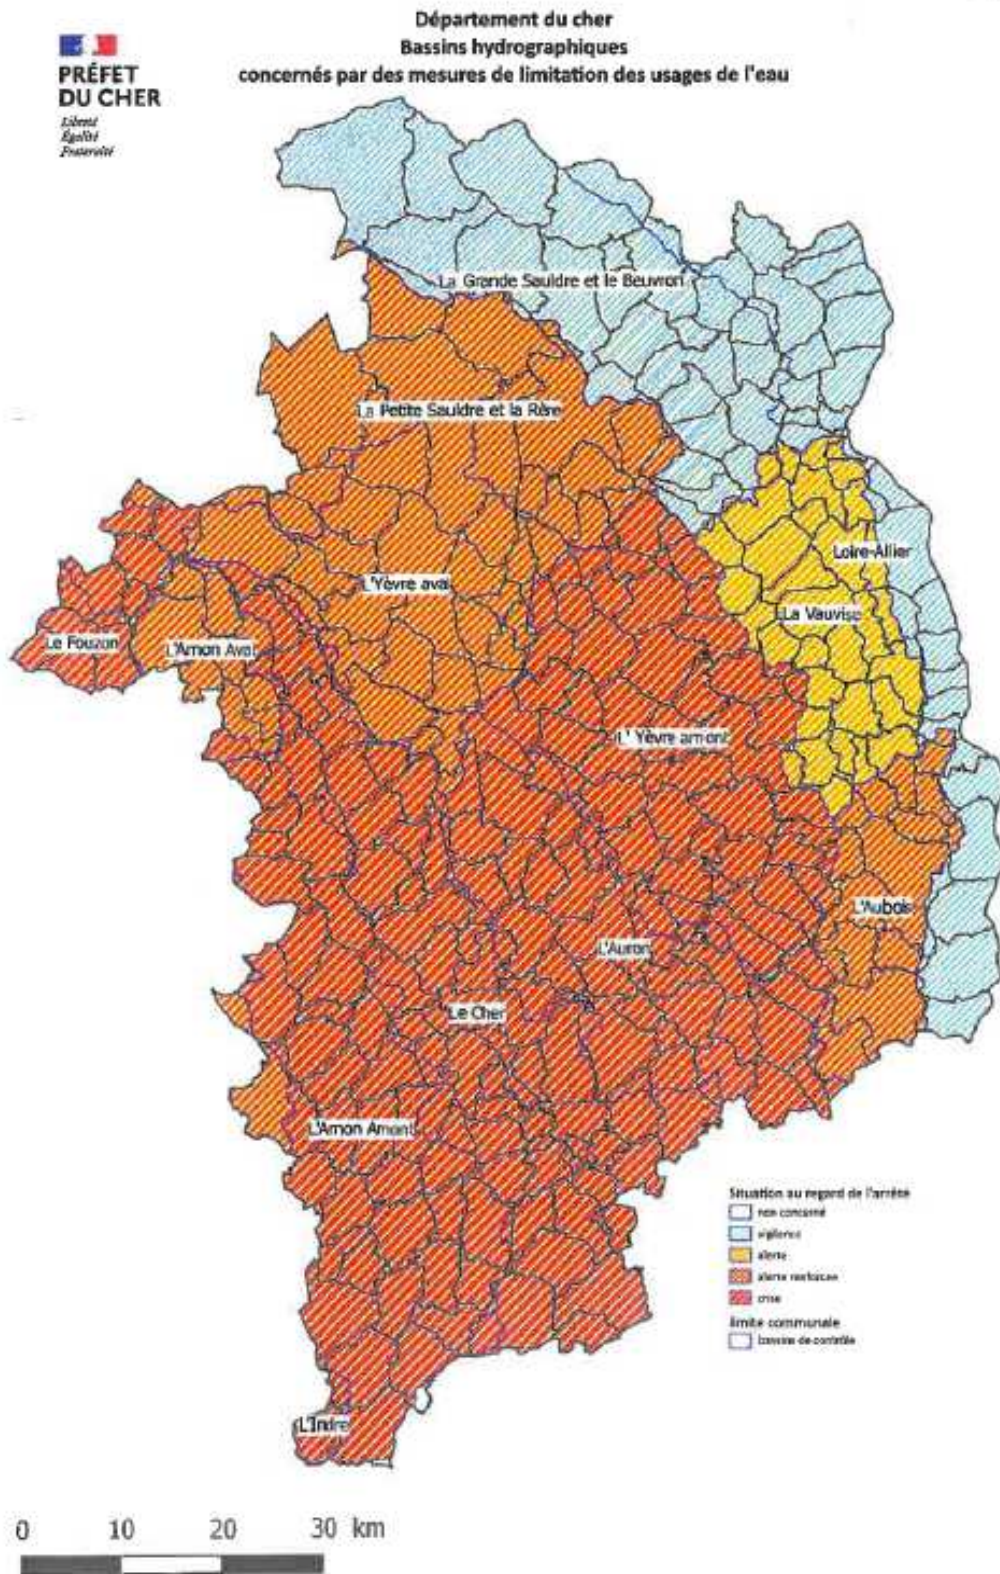 Département du cher
Bassins hydrographiques
concernés par des mesures de limitation des usages de l'eau
PRÉFET
DU CHER
Liberté
Égalité
Fraternité
La Grande Sauldre et le Beuvron
La Petite Sauldre et la Rère
Loire-Allier
L'Yèvre aval
La Vauvise
Le Fouzon
L'Arnon Aval
L' Yèvre amont
L'Aubois
L'Auron
Le Cher
L'Arnon Amont
Situation au regard de l'arrêté
non concerné
vigilance
alerte
alerte renforcée
crise
limite communale
bassins de contrôle
L'Indre
0 10 20 30 km